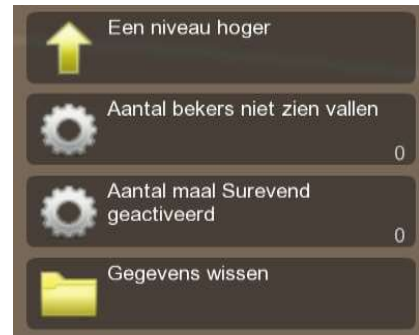 Een niveau hoger
Aantal bekers niet zien vallen
0
Aantal maal Surevend
geactiveerd
0
Gegevens wissen